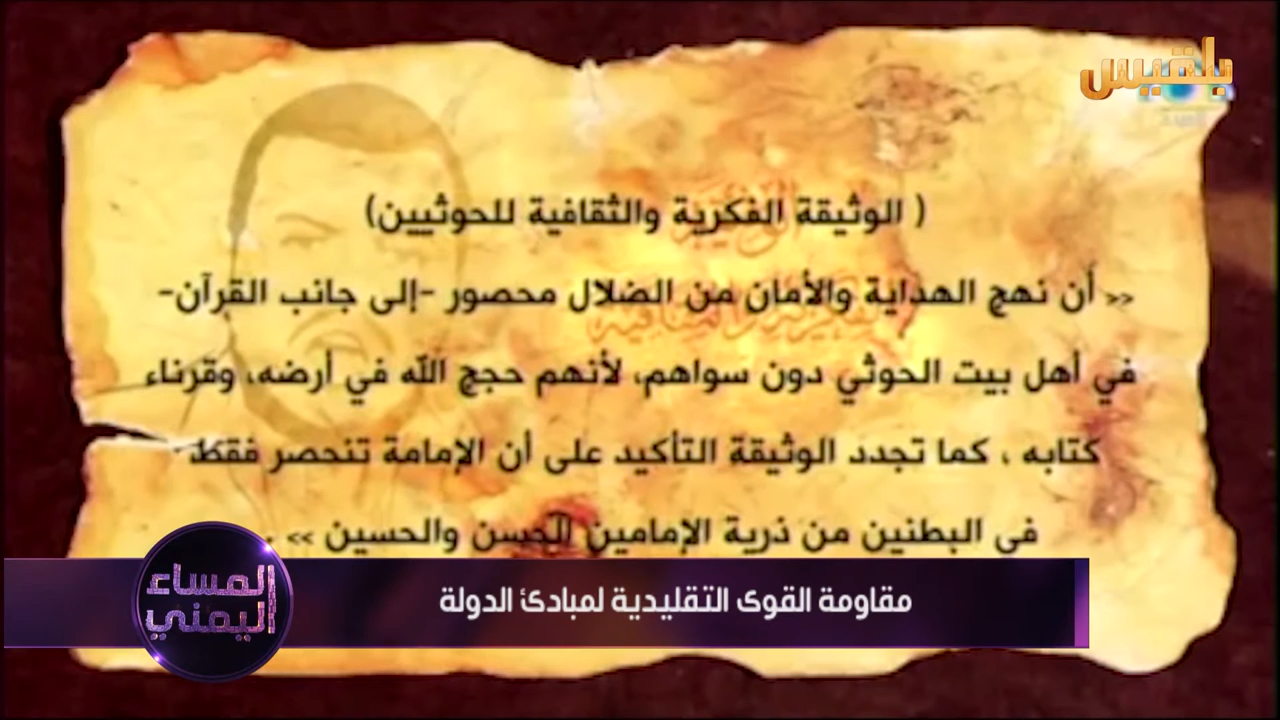 بلقيس
( الوثيقة الفكرية والثقافية للحوثيين)
<< أن نهج الهداية والأمان من الضلال محصور -إلى جانب القرآن-
في أهل بيت الحوثي دون سواهم، لأنهم حجج الله في أرضه، وقرناء
كتابه ، كما تجدد الوثيقة التأكيد على أن الإمامة تنحصر فقط
في البطنين من ذرية الإمامين الحسن والحسين >> .
مقاومة القوى التقليدية لمبادئ الدولة
المساء
اليمني